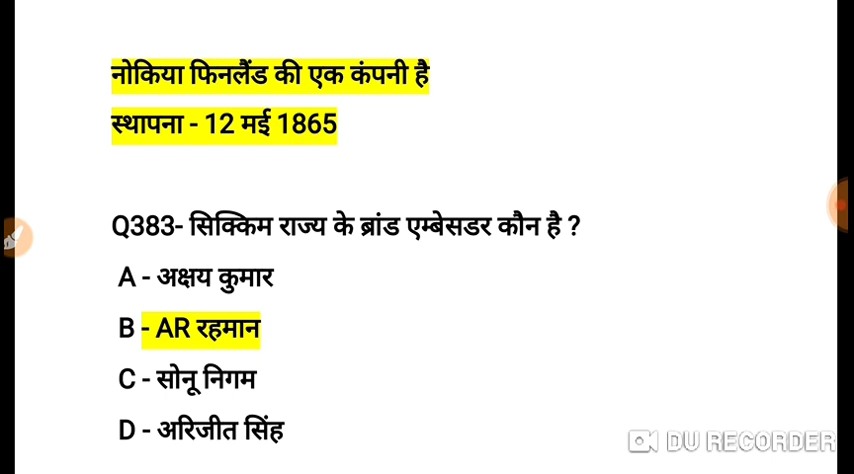 नोकिया फिनलैंड की एक कंपनी है
स्थापना - 12 मई 1865
Q383- सिक्किम राज्य के ब्रांड एम्बेसडर कौन है ?
A - अक्षय कुमार
B - AR रहमान
C - सोनू निगम
D - अरिजीत सिंह
DU RECORDER